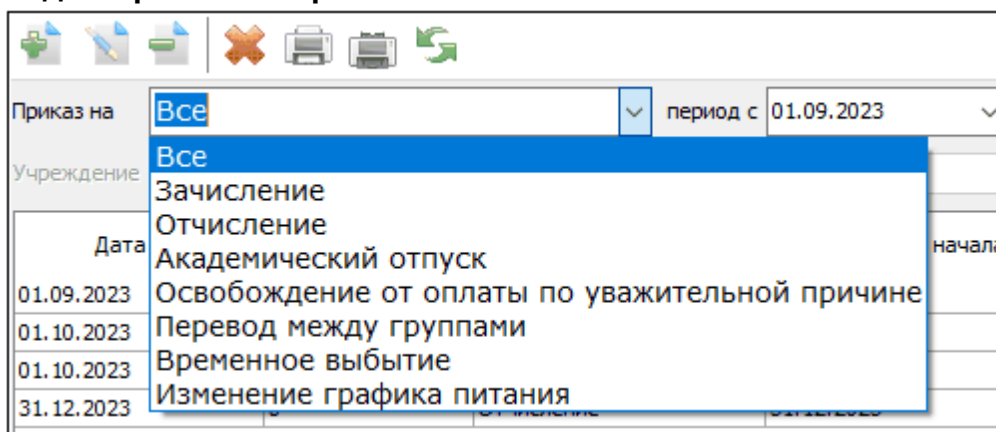 Приказ на Все период с 01.09.2023
Все
Учреждение
Зачисление
Отчисление
Дата начала
Академический отпуск
01.09.2023 Освобождение от оплаты по уважительной причине
01.10.2023 Перевод между группами
01.10.2023 Временное выбытие
Изменение графика питания
31.12.2023